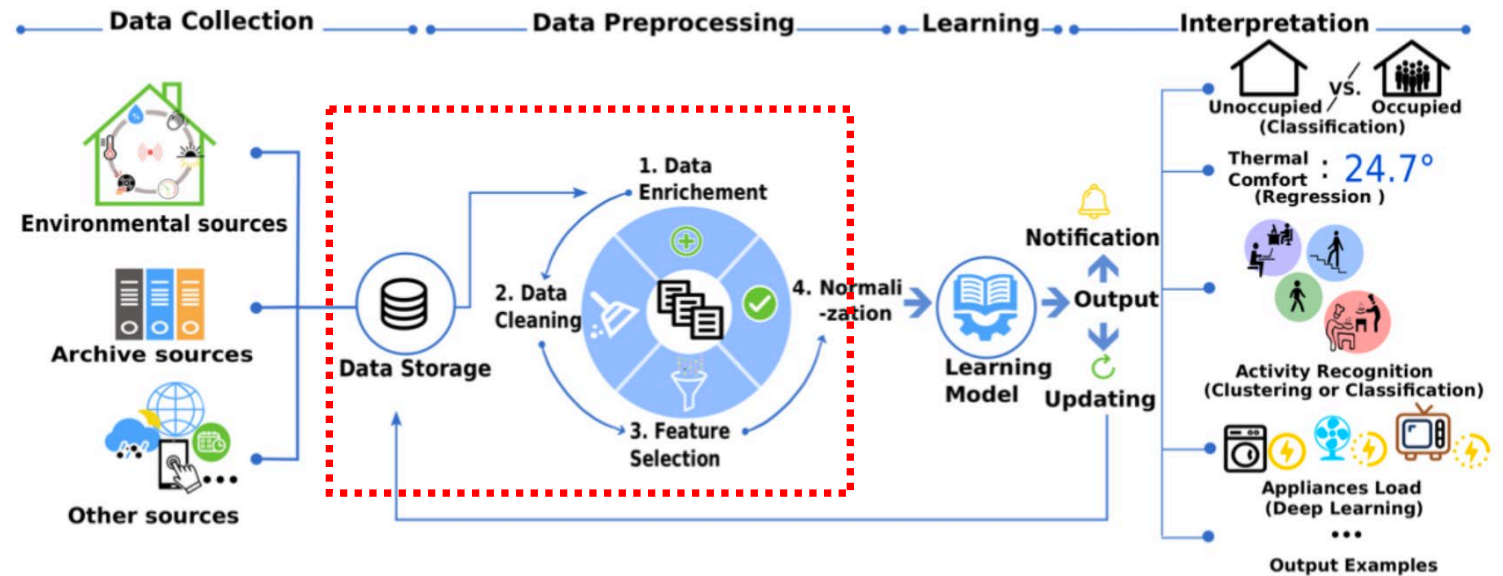 Data Collection
Data Preprocessing
Learning
Interpretation
Environmental sources
Archive sources
Other sources
Data Storage
1. Data
Enrichement
2. Data
Cleaning
3. Feature
Selection
4. Normali
-zation
Learning
Model
Notification
Output
Updating
VS.
Unoccupied
Occupied
(Classification)
Thermal
Comfort
: 24.7°
(Regression )
Activity Recognition
(Clustering or Classification)
Appliances Load
(Deep Learning)
...
Output Examples